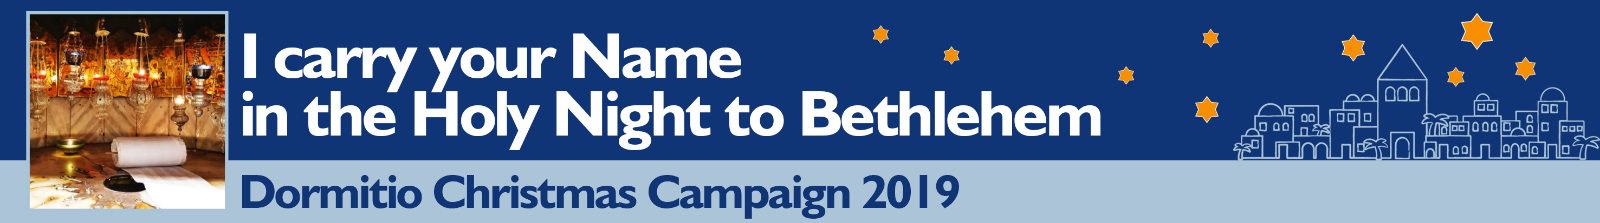 I carry your Name
in the Holy Night to Bethlehem
Dormitio Christmas Campaign 2019